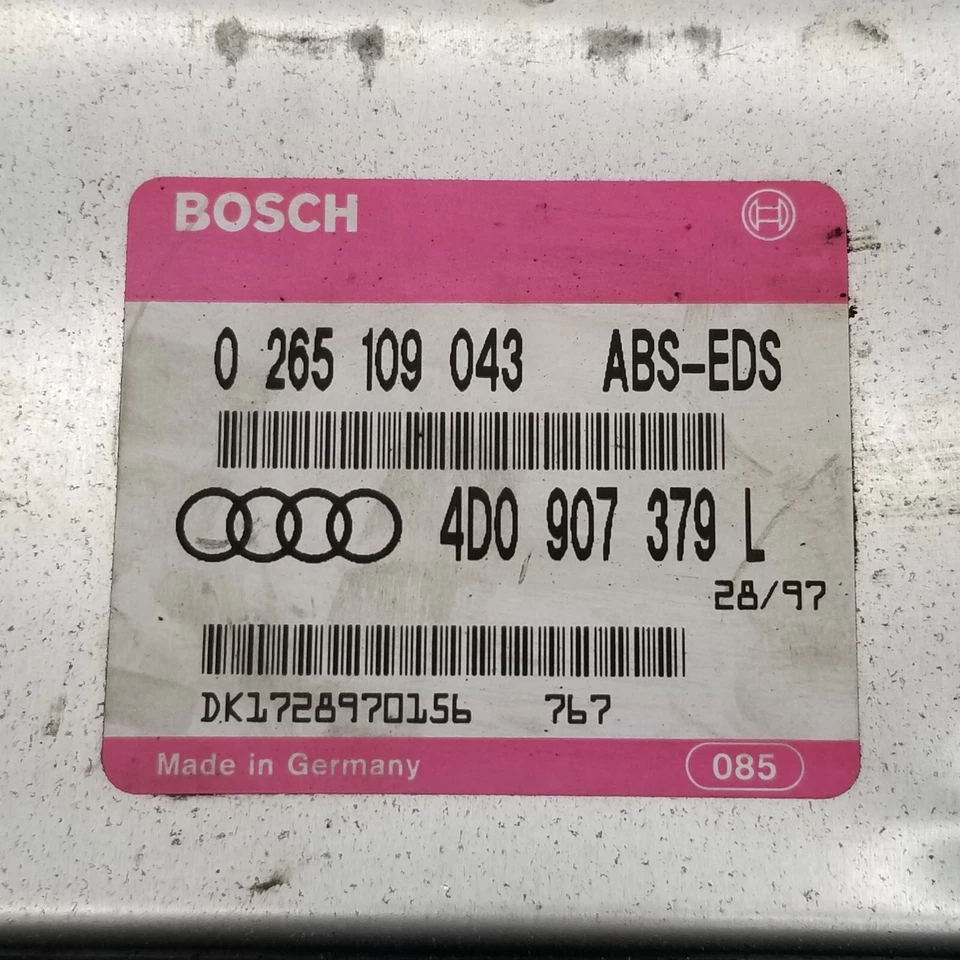 BOSCH
0 265 109 043 ABS-EDS
4D0 907 379 L
28/97
DK1728970156 767
Made in Germany 085